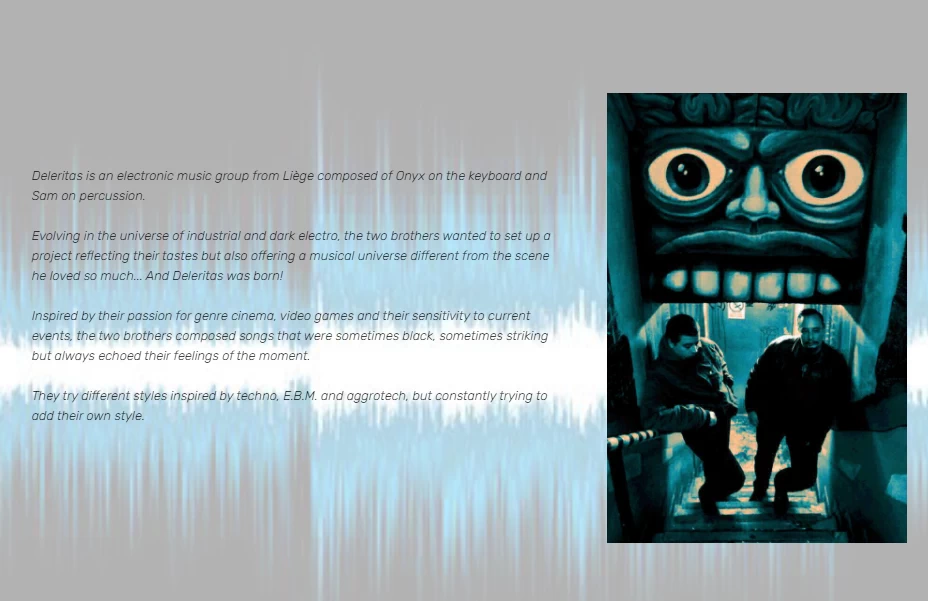 Deleritas is an electronic music group from Liège composed of Onyx on the keyboard and
Sam on percussion.
Evolving in the universe of industrial and dark electro, the two brothers wanted to set up a
project reflecting their tastes but also offering a musical universe different from the scene
he loved so much... And Deleritas was born!
Inspired by their passion for genre cinema, video games and their sensitivity to current
events, the two brothers composed songs that were sometimes black, sometimes striking
but always echoed their feelings of the moment.
They try different styles inspired by techno, E.B.M. and aggrotech, but constantly trying to
add their own style.